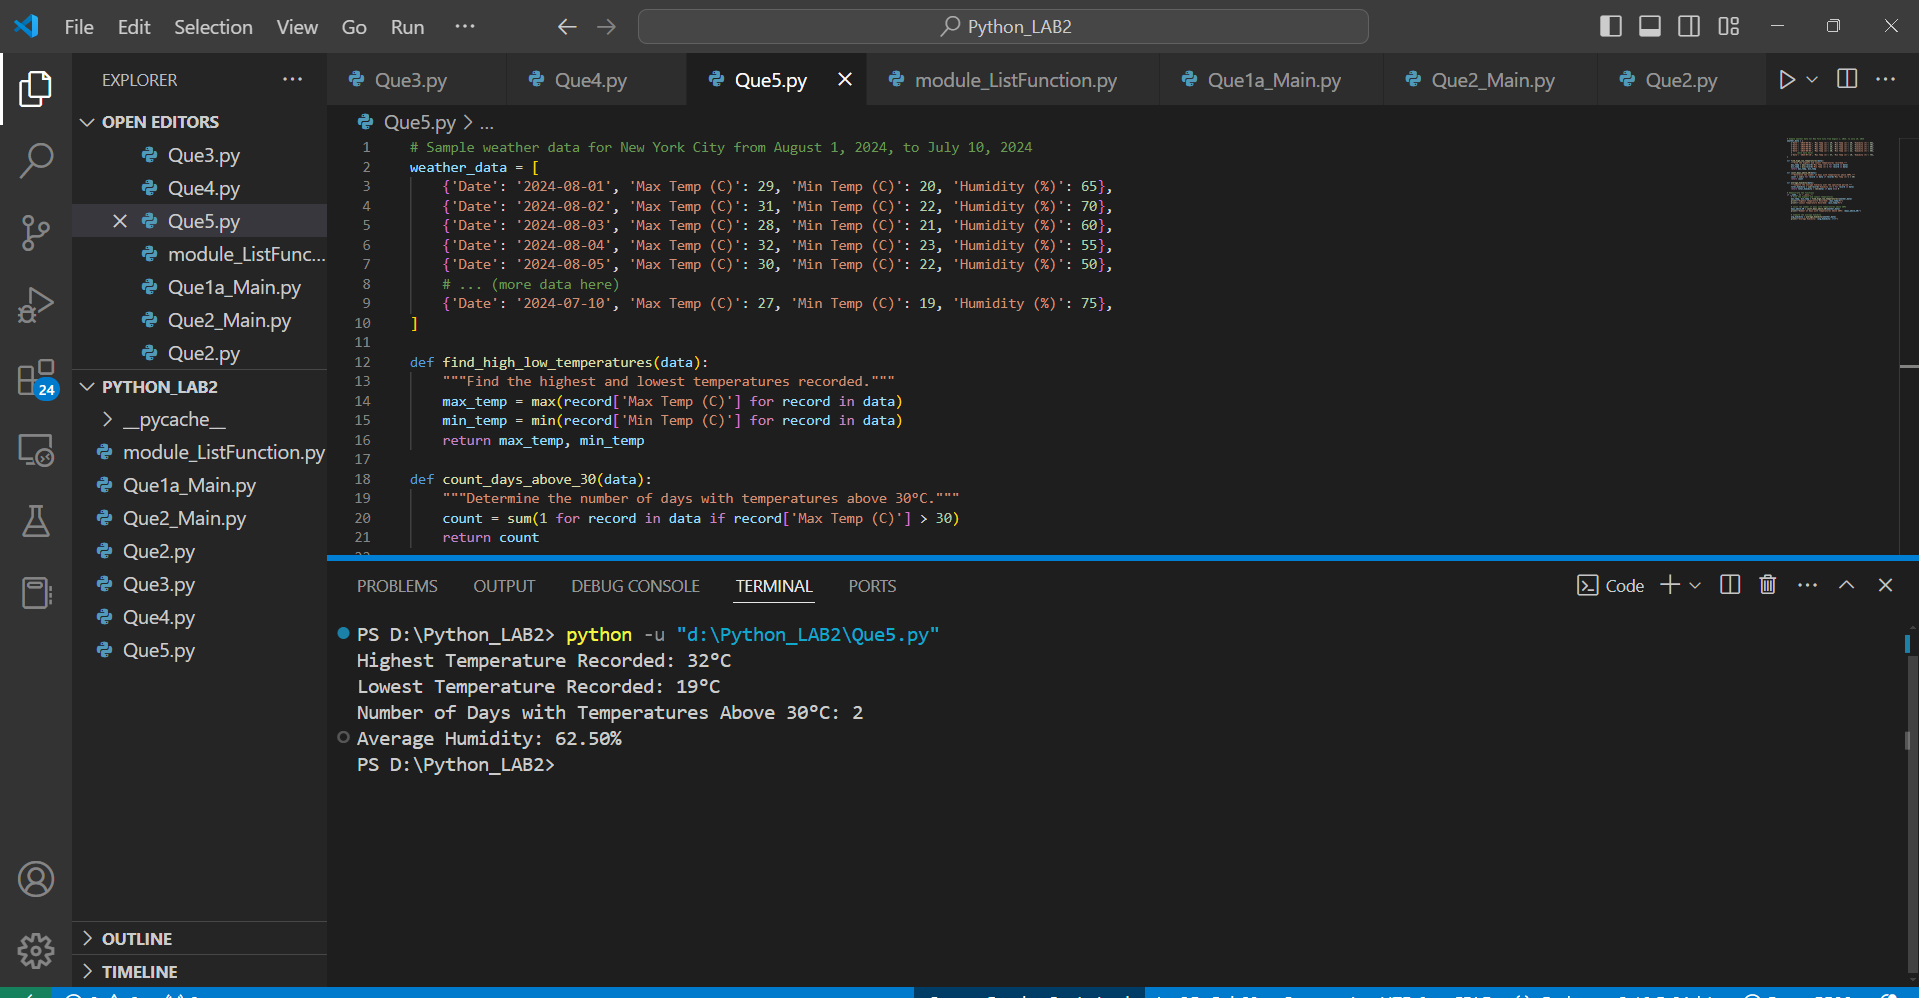 File Edit Selection View Go Run ··· Python_LAB2
EXPLORER ···
OPEN EDITORS
Que3.py
Que4.py
Que5.py
module_ListFunc...
Que1a_Main.py
Que2_Main.py
Que2.py
PYTHON_LAB2
__pycache__
module_ListFunction.py
Que1a_Main.py
Que2_Main.py
Que2.py
Que3.py
Que4.py
Que5.py
24
OUTLINE
TIMELINE
Que3.py Que4.py Que5.py module_ListFunction.py Que1a_Main.py Que2_Main.py Que2.py
Que5.py > ...
1 # Sample weather data for New York City from August 1, 2024, to July 10, 2024
2 weather_data = [
3 {'Date': '2024-08-01', 'Max Temp (C)': 29, 'Min Temp (C)': 20, 'Humidity (%)': 65},
4 {'Date': '2024-08-02', 'Max Temp (C)': 31, 'Min Temp (C)': 22, 'Humidity (%)': 70},
5 {'Date': '2024-08-03', 'Max Temp (C)': 28, 'Min Temp (C)': 21, 'Humidity (%)': 60},
6 {'Date': '2024-08-04', 'Max Temp (C)': 32, 'Min Temp (C)': 23, 'Humidity (%)': 55},
7 {'Date': '2024-08-05', 'Max Temp (C)': 30, 'Min Temp (C)': 22, 'Humidity (%)': 50},
8 # ... (more data here)
9 {'Date': '2024-07-10', 'Max Temp (C)': 27, 'Min Temp (C)': 19, 'Humidity (%)': 75},
10 ]
11
12 def find_high_low_temperatures(data):
13 """Find the highest and lowest temperatures recorded."""
14 max_temp = max(record['Max Temp (C)'] for record in data)
15 min_temp = min(record['Min Temp (C)'] for record in data)
16 return max_temp, min_temp
17
18 def count_days_above_30(data):
19 """Determine the number of days with temperatures above 30°C."""
20 count = sum(1 for record in data if record['Max Temp (C)'] > 30)
21 return count
PROBLEMS OUTPUT DEBUG CONSOLE TERMINAL PORTS Code
PS D:\Python_LAB2> python -u "d:\Python_LAB2\Que5.py"
Highest Temperature Recorded: 32°C
Lowest Temperature Recorded: 19°C
Number of Days with Temperatures Above 30°C: 2
Average Humidity: 62.50%
PS D:\Python_LAB2>